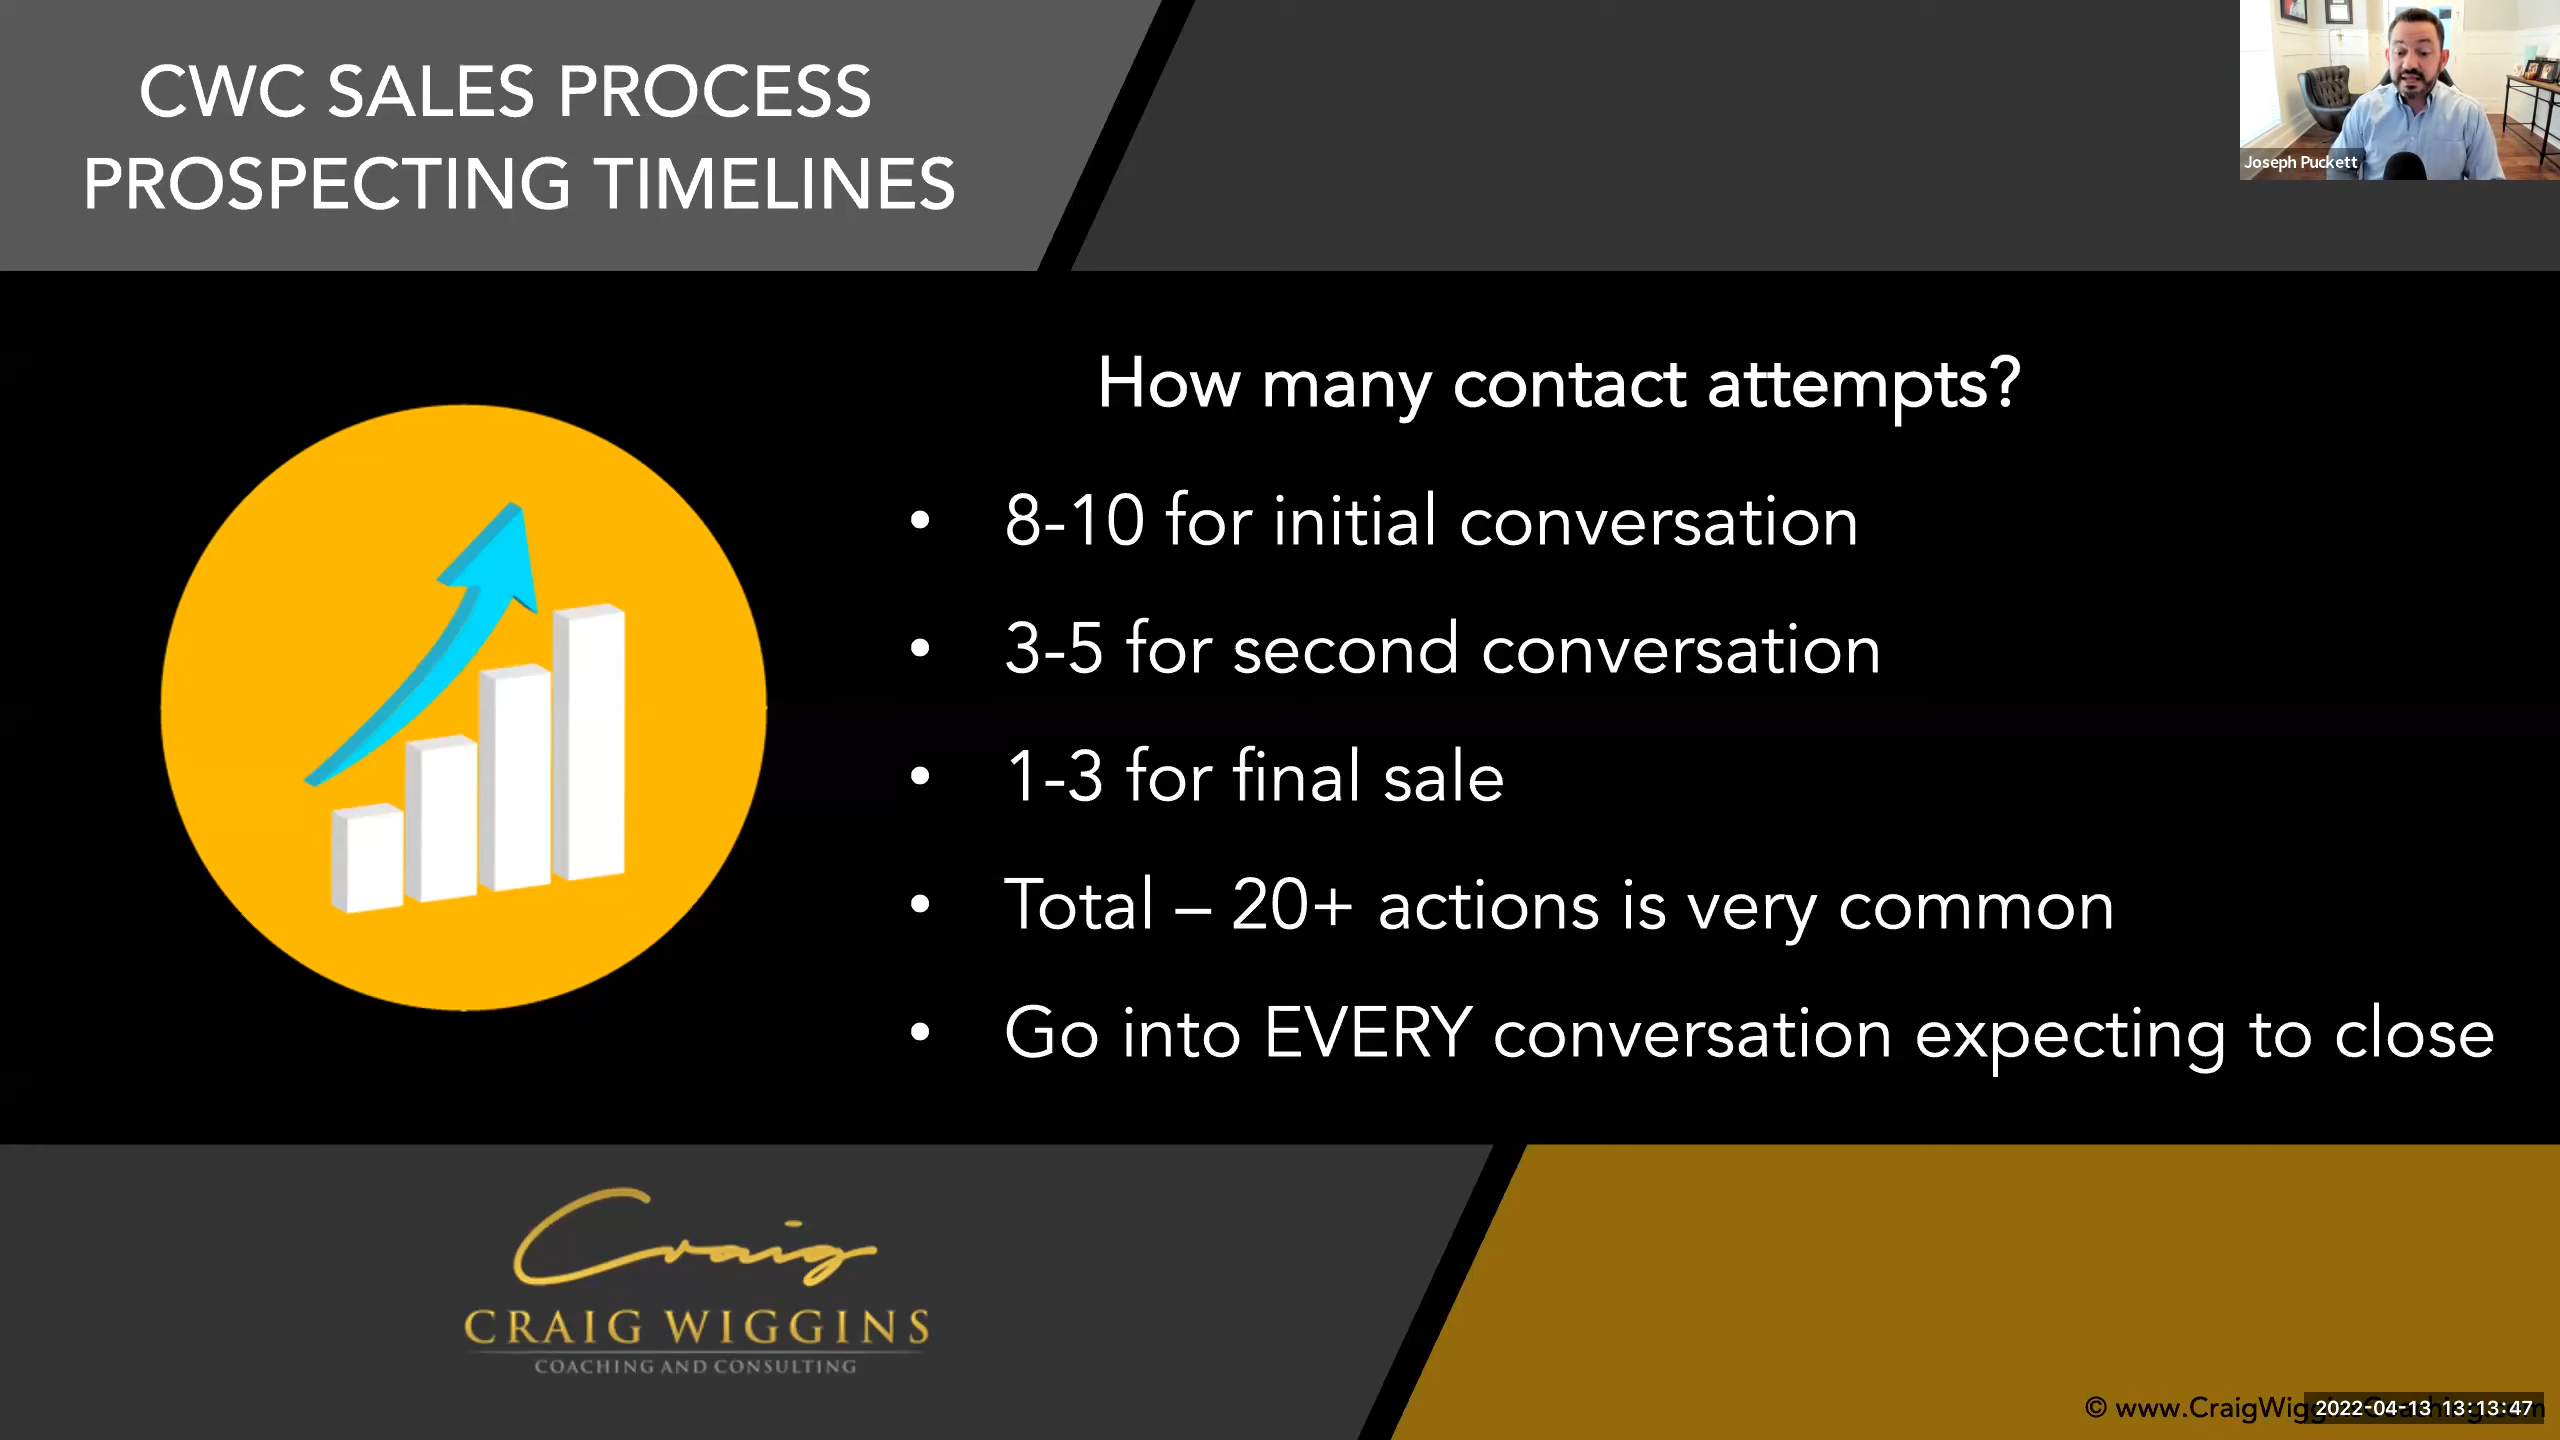 CWC SALES PROCESS
PROSPECTING TIMELINES
Joseph Puckett
How many contact attempts?
• 8-10 for initial conversation
• 3-5 for second conversation
• 1-3 for final sale
• Total – 20+ actions is very common
• Go into EVERY conversation expecting to close
Craig
CRAIG WIGGINS
COACHING AND CONSULTING
© www.CraigWigginsCoaching.com
2022-04-13 13:13:47